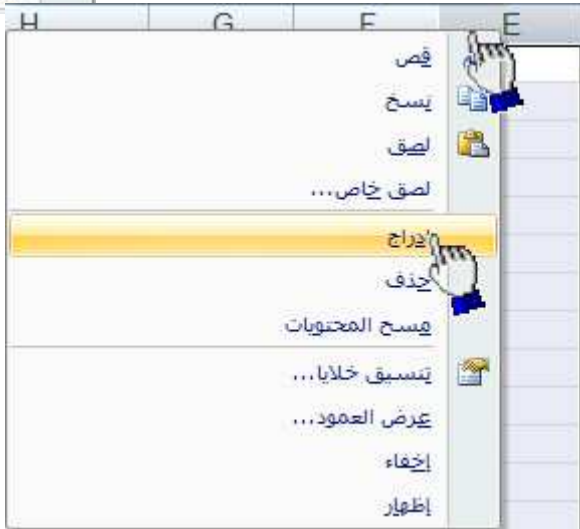 E F G H
قص
نسخ
لصق
لصق خاص...
إدراج
حذف
مسح المحتويات
تنسيق خلايا...
عرض العمود...
إخفاء
إظهار